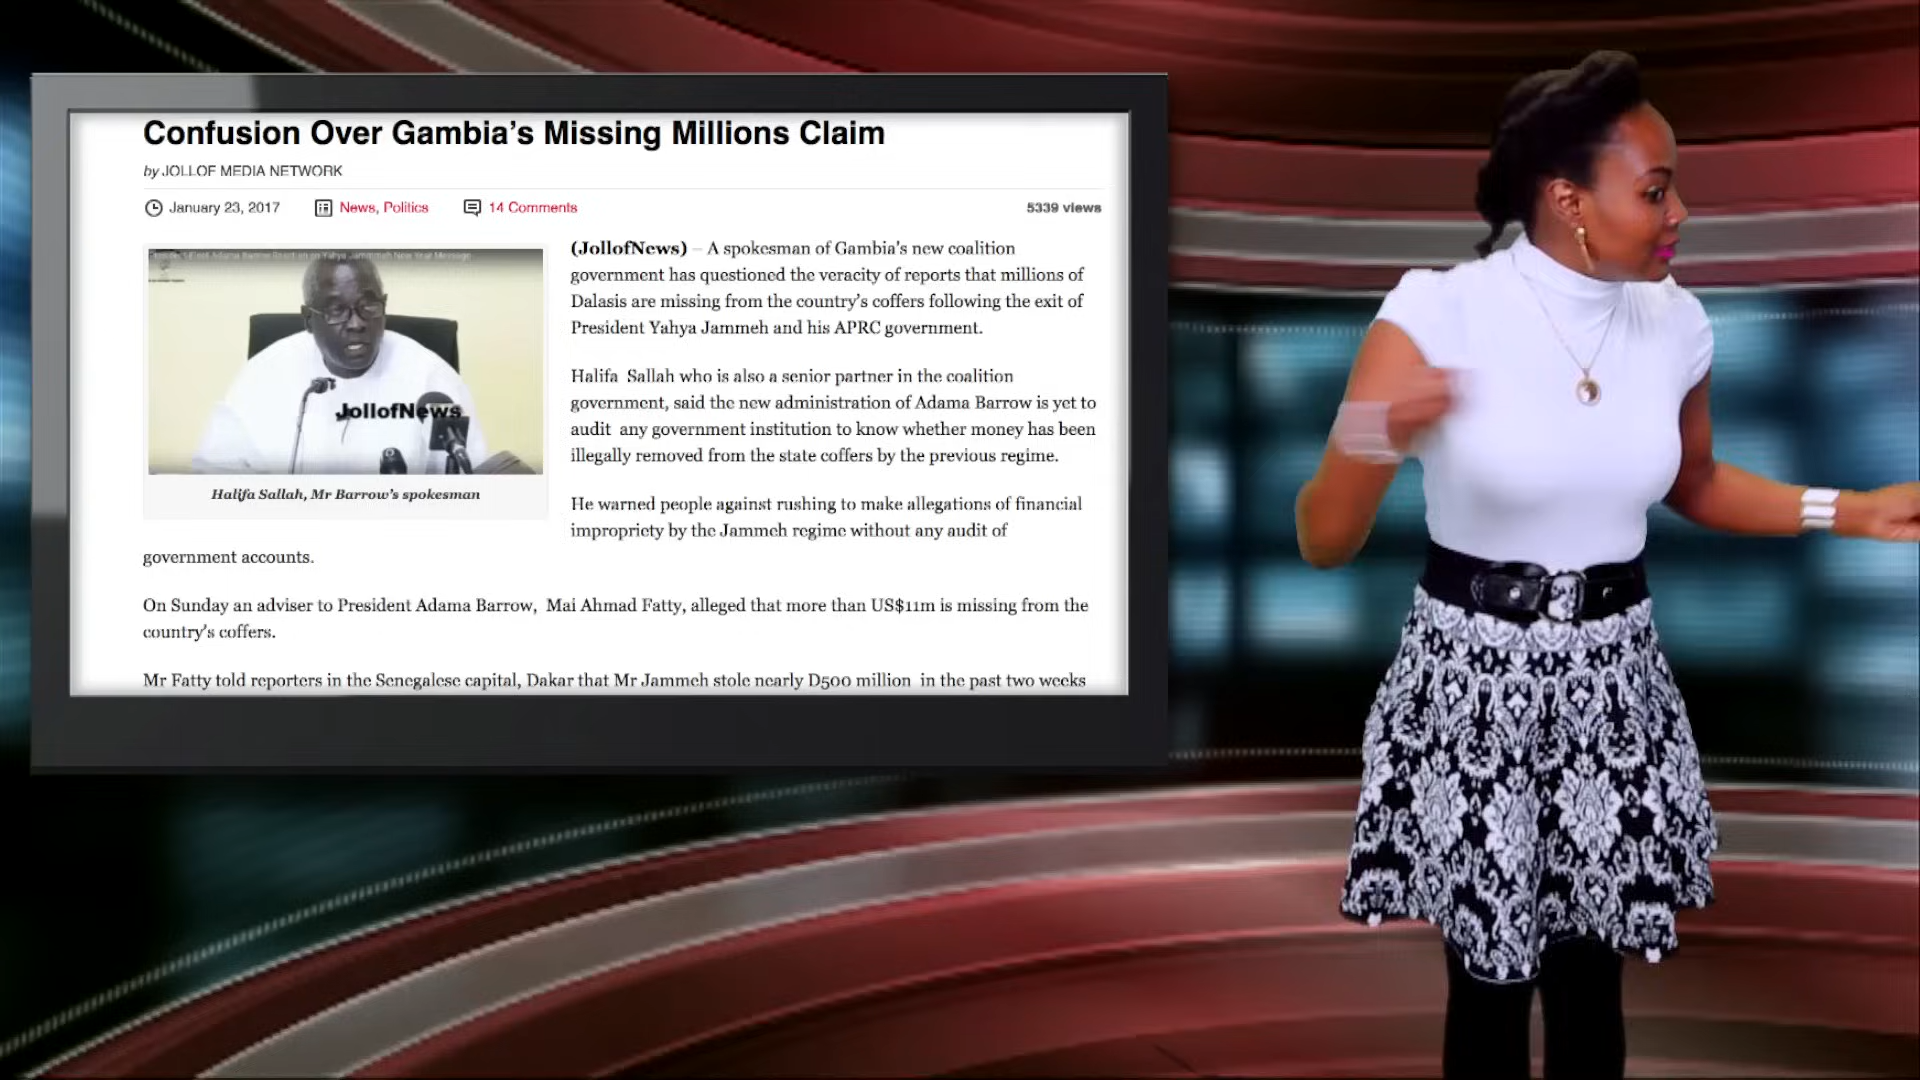 Confusion Over Gambia's Missing Millions Claim
by JOLLOF MEDIA NETWORK
January 23, 2017 News, Politics 14 Comments 5339 views
(JollofNews) – A spokesman of Gambia's new coalition
government has questioned the veracity of reports that millions of
Dalasis are missing from the country's coffers following the exit of
President Yahya Jammeh and his APRC government.
JollofNews
Halifa Sallah, Mr Barrow's spokesman
Halifa Sallah who is also a senior partner in the coalition
government, said the new administration of Adama Barrow is yet to
audit any government institution to know whether money has been
illegally removed from the state coffers by the previous regime.
He warned people against rushing to make allegations of financial
impropriety by the Jammeh regime without any audit of
government accounts.
On Sunday an adviser to President Adama Barrow, Mai Ahmad Fatty, alleged that more than US$11m is missing from the
country's coffers.
Mr Fatty told reporters in the Senegalese capital, Dakar that Mr Jammeh stole nearly D500 million in the past two weeks